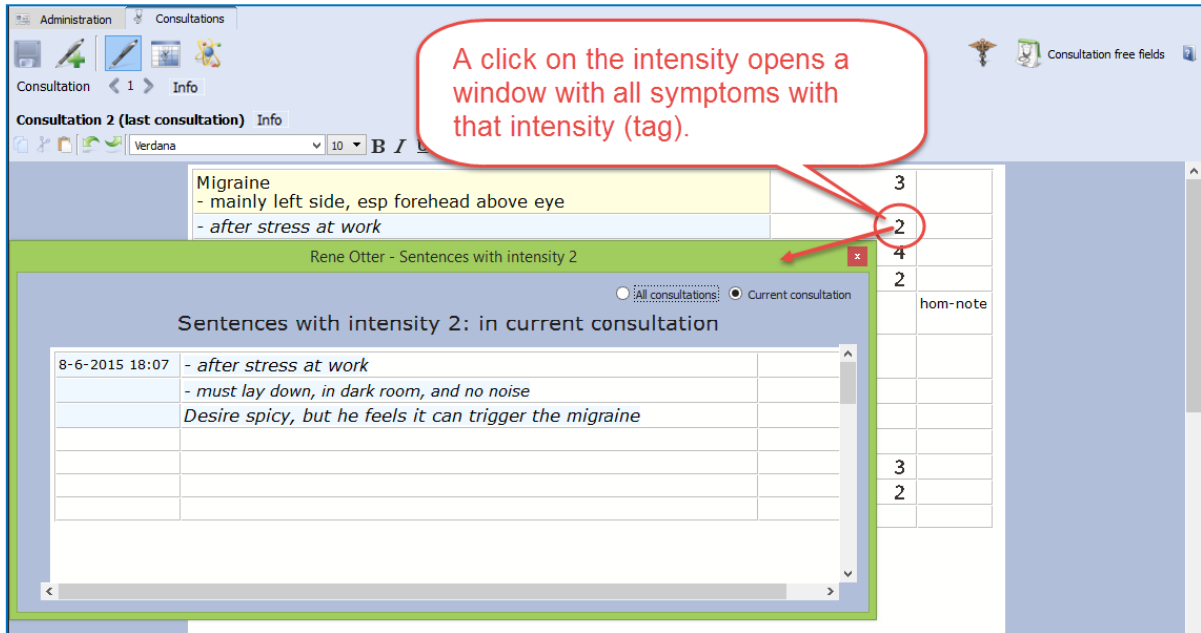 Administration
Consultations
Consultation 1 Info
Consultation free fields
A click on the intensity opens a
window with all symptoms with
that intensity (tag).
Consultation 2 (last consultation) Info
Verdana 10 B I U
Migraine 3
- mainly left side, esp forehead above eye
- after stress at work 2
4
2
hom-note
3
2
Rene Otter - Sentences with intensity 2 x
All consultations Current consultation
Sentences with intensity 2: in current consultation
8-6-2015 18:07 - after stress at work
- must lay down, in dark room, and no noise
Desire spicy, but he feels it can trigger the migraine